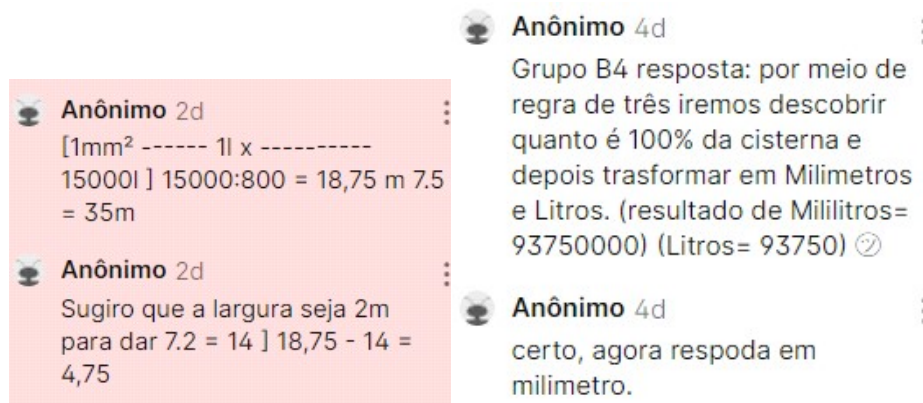 Anônimo 2d
[1mm² ------ 1l x ----------
15000l ] 15000:800 = 18,75 m 7.5
= 35m
Anônimo 2d
Sugiro que a largura seja 2m
para dar 7.2 = 14 ] 18,75 - 14 =
4,75
Anônimo 4d
Grupo B4 resposta: por meio de
regra de três iremos descobrir
quanto é 100% da cisterna e
depois trasformar em Milimetros
e Litros. (resultado de Mililitros=
93750000) (Litros= 93750) ㋡
Anônimo 4d
certo, agora respoda em
milimetro.